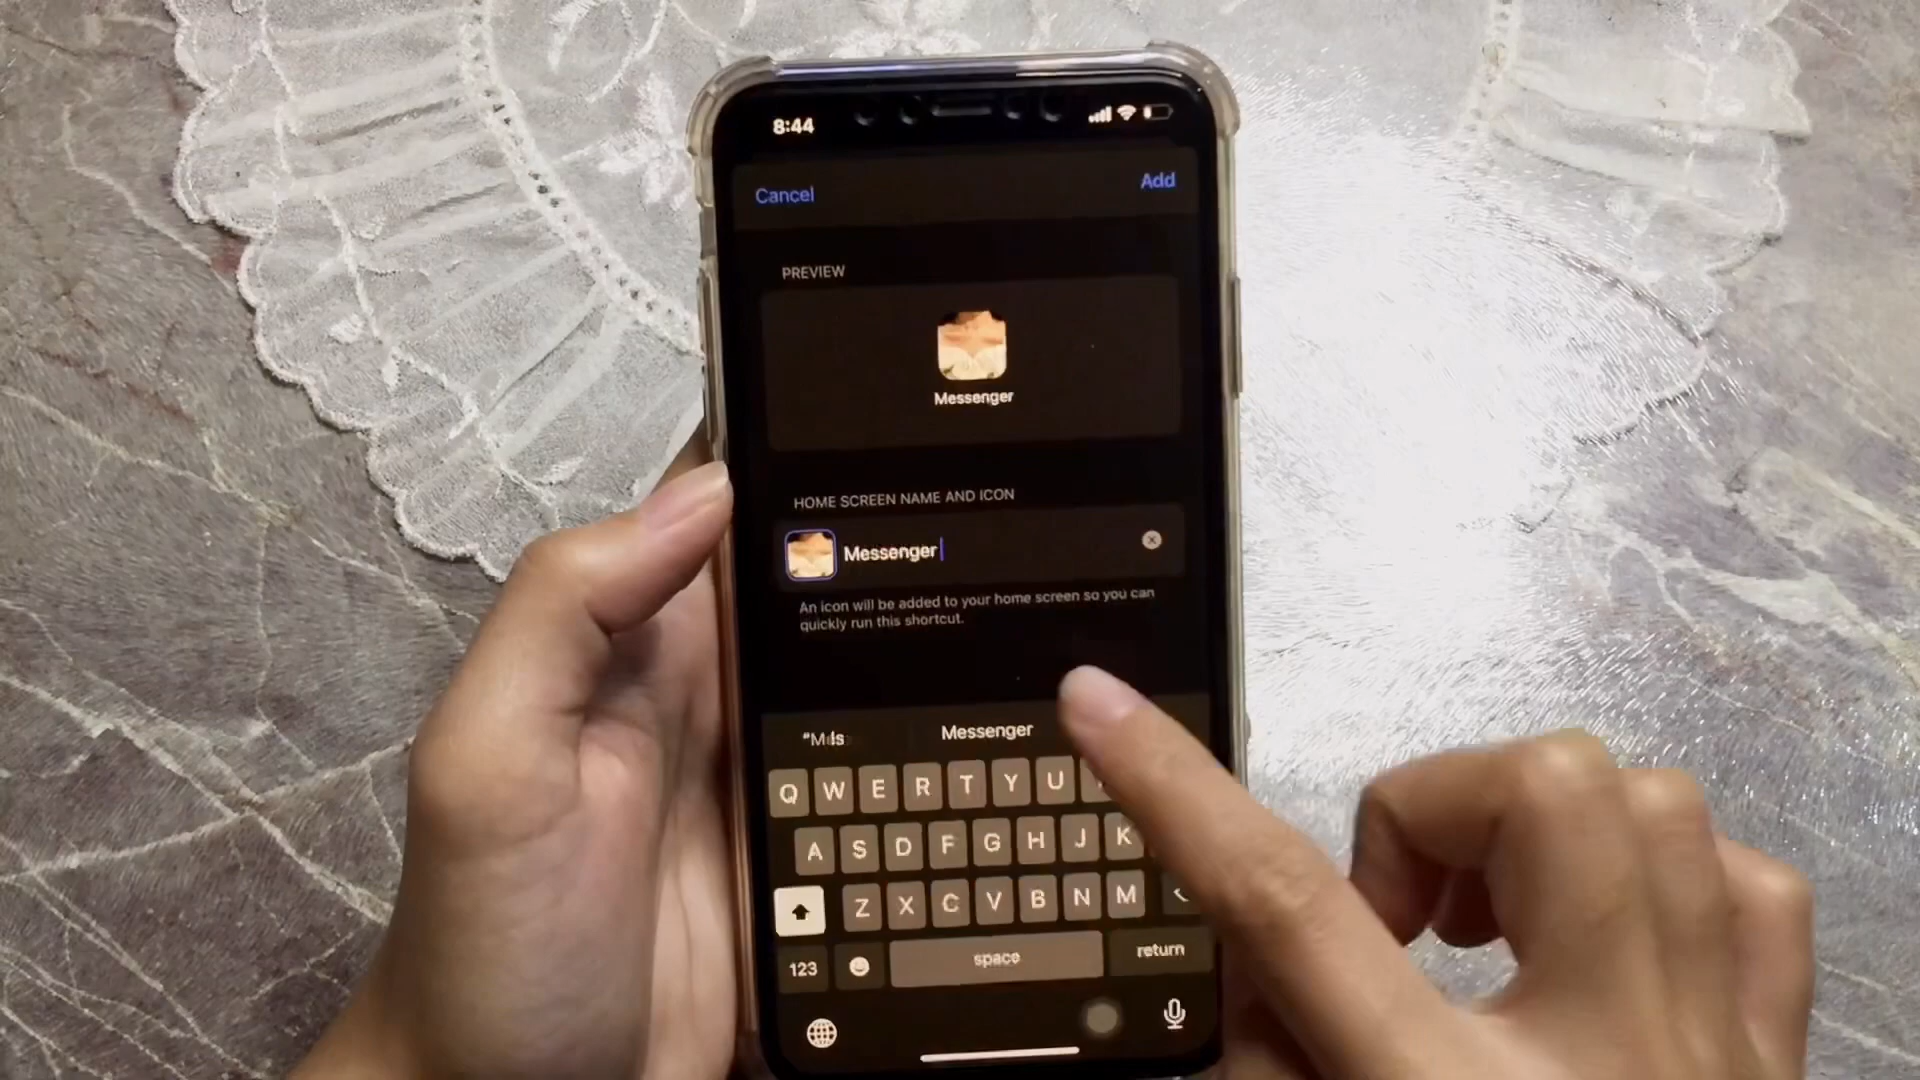 8:44
Cancel
Add
PREVIEW
Messenger
HOME SCREEN NAME AND ICON
Messenger
An icon will be added to your home screen so you can
quickly run this shortcut.
Messenger
Q W E R T Y U
A S D F G H J K
Z X C V B N M
123
space
return